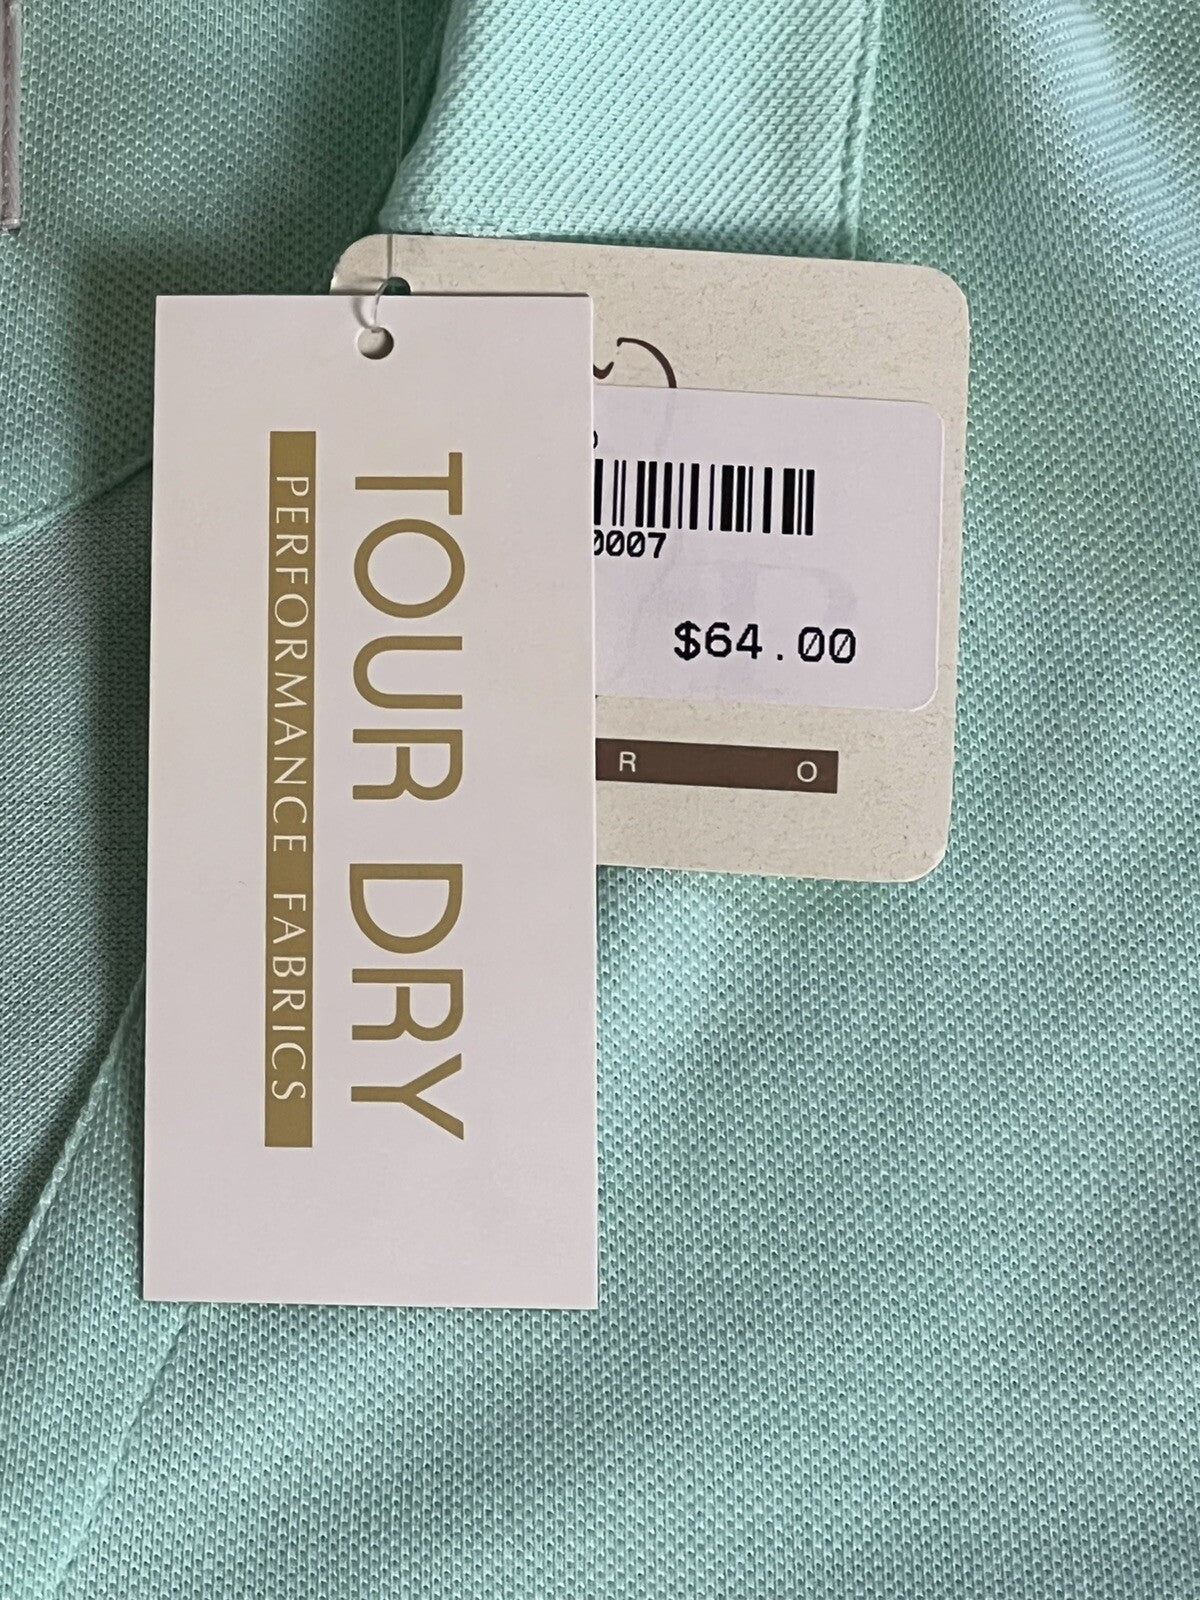 TOUR DRY
PERFORMANCE FABRICS
0007
$64.00
R O